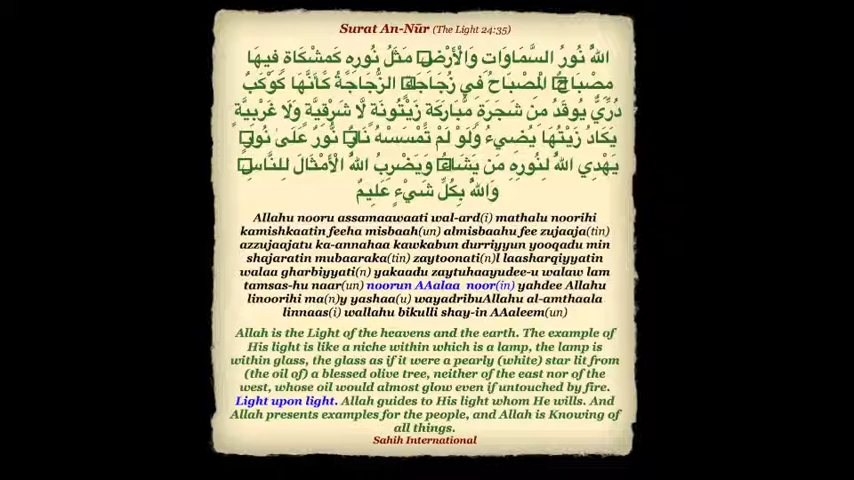 Surat An-Nūr (The Light 24:35)
اللهُ نُورُ السَّمَاوَاتِ وَالْأَرْضِ مَثَلُ نُورِهِ كَمِشْكَاةٍ فِيهَا
مِصْبَاحٌ الْمِصْبَاحُ فِي زُجَاجَةٍ الزُّجَاجَةُ كَأَنَّهَا كَوْكَبٌ
دُرِّيٌّ يُوقَدُ مِن شَجَرَةٍ مُّبَارَكَةٍ زَيْتُونَةٍ لَّا شَرْقِيَّةٍ وَلَا غَرْبِيَّةٍ
يَكَادُ زَيْتُهَا يُضِيءُ وَلَوْ لَمْ تَمْسَسْهُ نَارٌ نُّورٌ عَلَىٰ نُورٍ
يَهْدِي اللهُ لِنُورِهِ مَن يَشَاءُ وَيَضْرِبُ اللهُ الْأَمْثَالَ لِلنَّاسِ
وَاللهُ بِكُلِّ شَيْءٍ عَلِيمٌ
Allahu nooru assamaawaati wal-ard(i) mathalu noorihi
kamishkaatin feeha misbaah(un) almisbaahu fee zujaaja(tin)
azzujaajatu ka-annahaa kawkabun durriyyun yooqadu min
shajaratin mubaaraka(tin) zaytoonati(n)l laasharqiyyatin
walaa gharbiyyati(n) yakaadu zaytuhaayudee-u walaw lam
tamsas-hu naar(un) noorun AAalaa noor(in) yahdee Allahu
linoorihi ma(n)y yashaa(u) wayadribuAllahu al-amthaala
linnaas(i) wallahu bikulli shay-in AAaleem(un)
Allah is the Light of the heavens and the earth. The example of
His light is like a niche within which is a lamp, the lamp is
within glass, the glass as if it were a pearly (white) star lit from
(the oil of) a blessed olive tree, neither of the east nor of the
west, whose oil would almost glow even if untouched by fire.
Light upon light. Allah guides to His light whom He wills. And
Allah presents examples for the people, and Allah is Knowing of
all things.
Sahih International